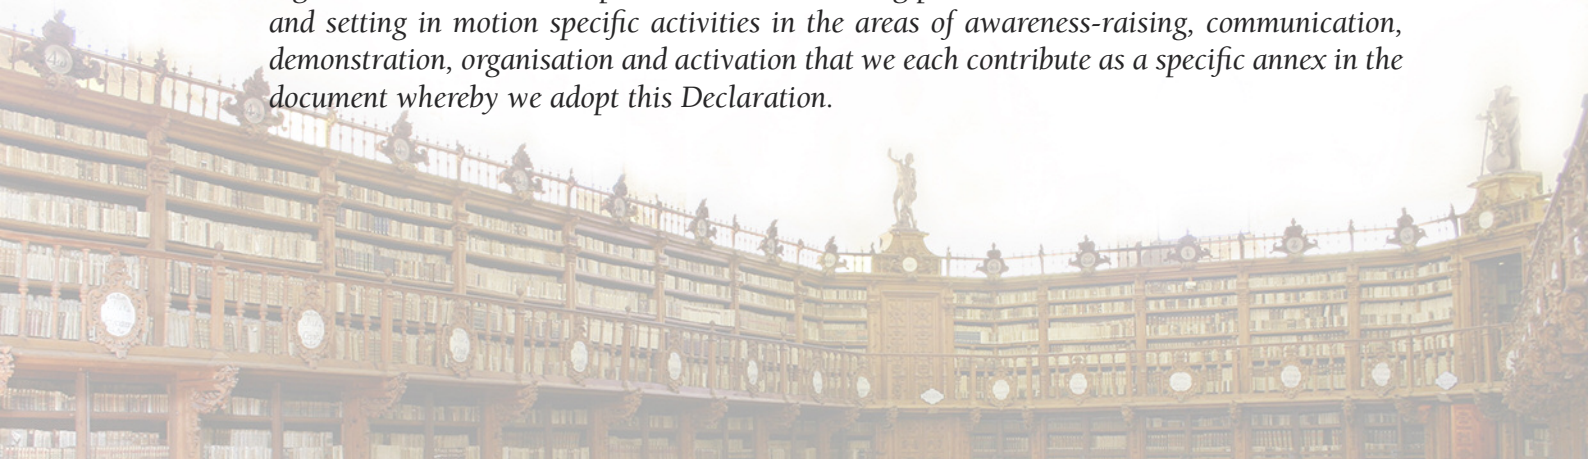 and setting in motion specific activities in the areas of awareness-raising, communication,
demonstration, organisation and activation that we each contribute as a specific annex in the
document whereby we adopt this Declaration.